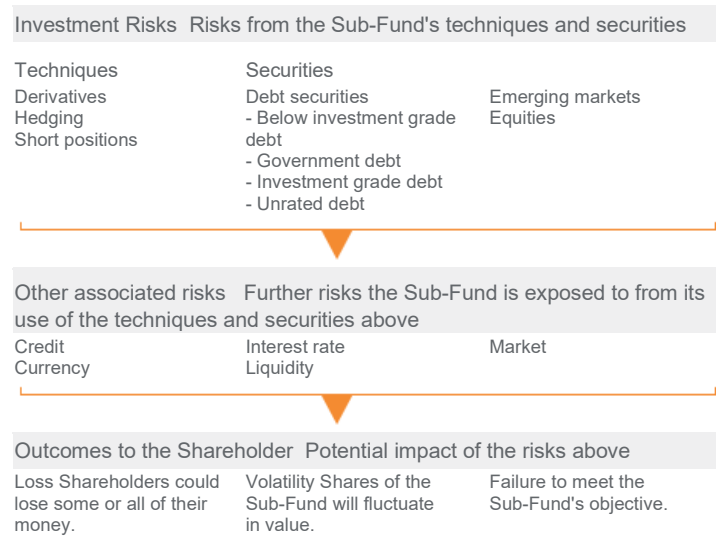 Investment Risks Risks from the Sub-Fund's techniques and securities
Techniques
Derivatives
Hedging
Short positions
Securities
Debt securities
- Below investment grade
debt
- Government debt
- Investment grade debt
- Unrated debt
Emerging markets
Equities
Other associated risks Further risks the Sub-Fund is exposed to from its
use of the techniques and securities above
Credit
Currency
Interest rate
Liquidity
Market
Outcomes to the Shareholder Potential impact of the risks above
Loss Shareholders could
lose some or all of their
money.
Volatility Shares of the
Sub-Fund will fluctuate
in value.
Failure to meet the
Sub-Fund's objective.